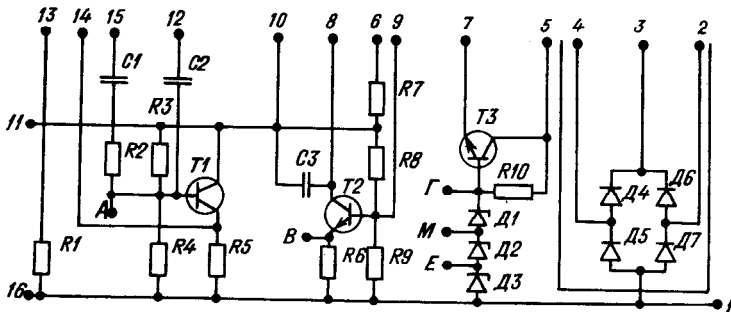 13 14 15 12 10 8 6 9 7 5 4 3 2
C1 C2 R7
R3
11 T3
R2 T1 C3 T2 R8 R10 Д4 Д6
Г
A Д1
B М Д2 Д5 Д7
R1 R4 R5 R6 R9 Е Д3
16 1